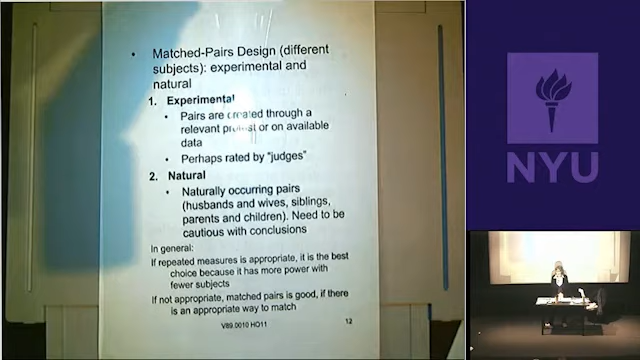 • Matched-Pairs Design (different
subjects): experimental and
natural
1. Experimental
• Pairs are created through a
relevant pretest or on available
data
• Perhaps rated by "judges"
2. Natural
• Naturally occurring pairs
(husbands and wives, siblings,
parents and children). Need to be
cautious with conclusions
In general:
If repeated measures is appropriate, it is the best
choice because it has more power with
fewer subjects
If not appropriate, matched pairs is good, if there
is an appropriate way to match
V89.0010 HO11 12
NYU